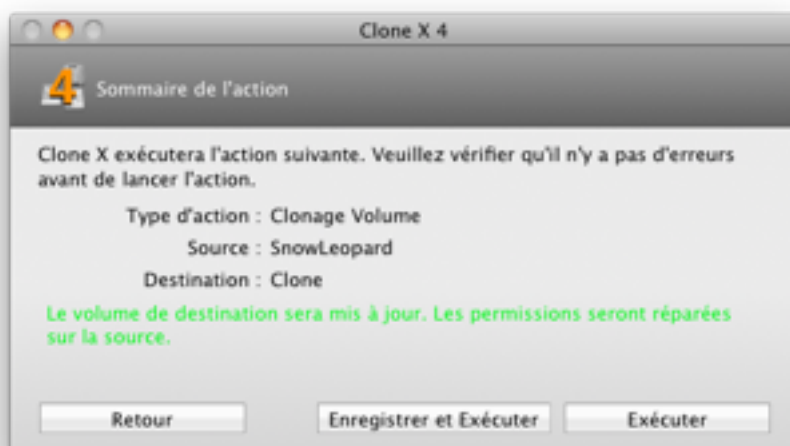 Clone X 4
4 Sommaire de l'action
Clone X exécutera l'action suivante. Veuillez vérifier qu'il n'y a pas d'erreurs
avant de lancer l'action.
Type d'action : Clonage Volume
Source : SnowLeopard
Destination : Clone
Le volume de destination sera mis à jour. Les permissions seront réparées
sur la source.
Retour Enregistrer et Exécuter Exécuter